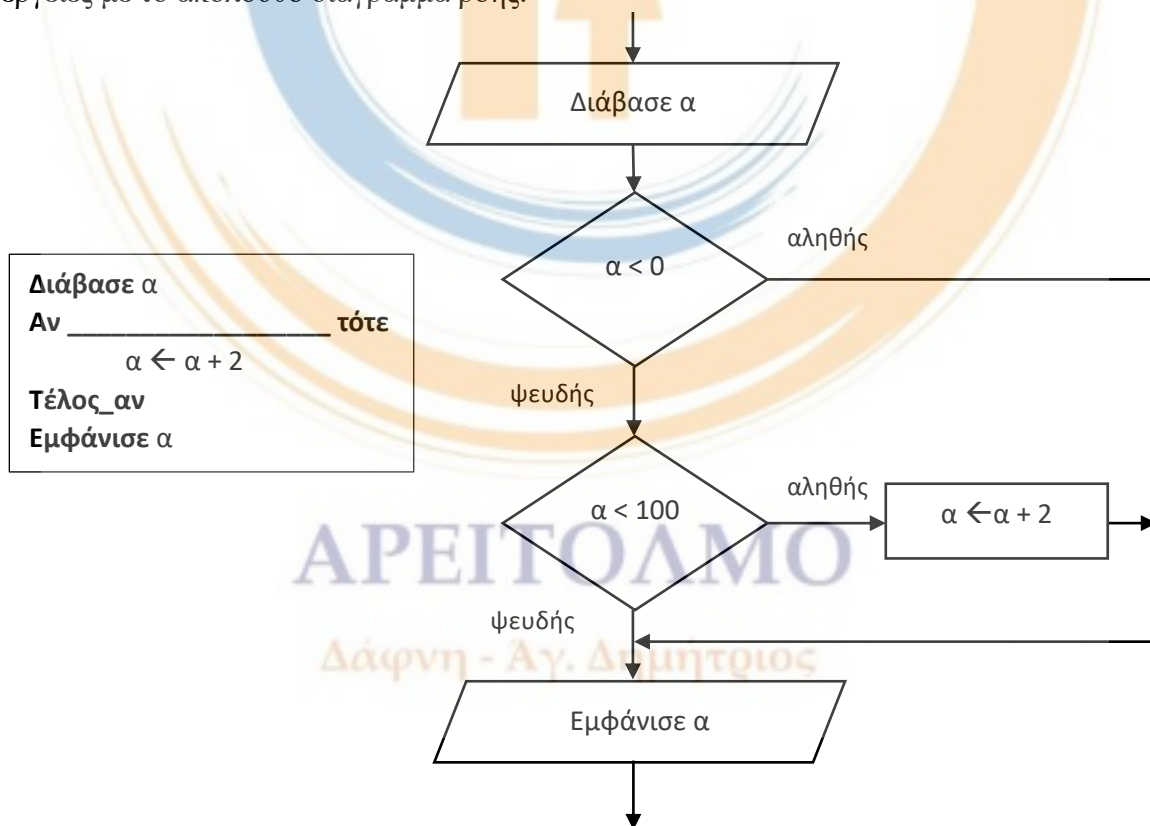 εργειες με το ακόλουθο διάγραμμα ροής.
Διάβασε α
α < 0
αληθής
Διάβασε α
Αν ____________________ τότε
α ← α + 2
Τέλος_αν
Εμφάνισε α
ψευδής
α < 100
αληθής
α ←α + 2
ΑΡΕΙΤΟΛΜΟ
ψευδής
Δάφνη - Άγ. Δημήτριος
Εμφάνισε α